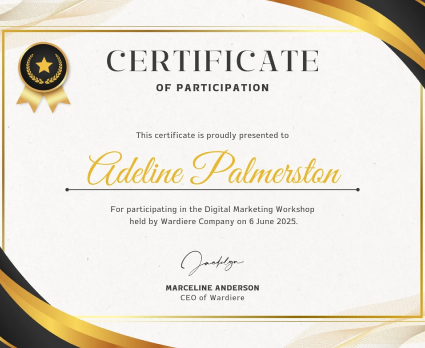 CERTIFICATE
OF PARTICIPATION
This certificate is proudly presented to
Adeline Palmerston
For participating in the Digital Marketing Workshop
held by Wardiere Company on 6 June 2025.
MARCELINE ANDERSON
CEO of Wardiere